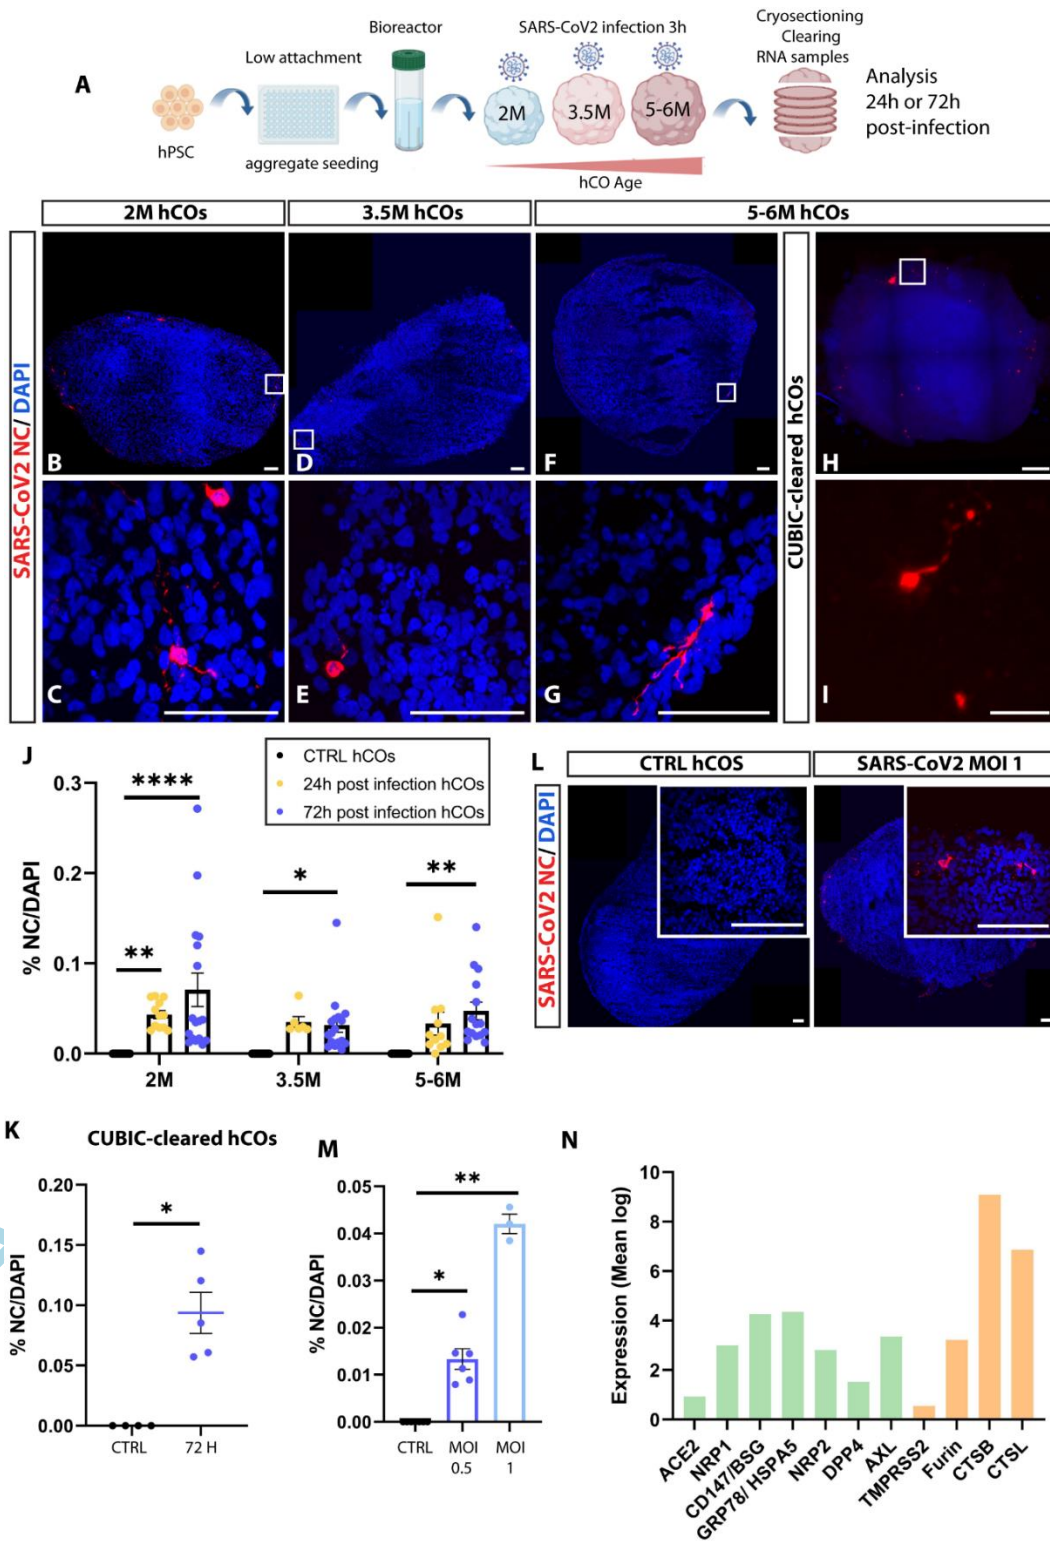 A
hPSC
Low attachment
aggregate seeding
Bioreactor
SARS-CoV2 infection 3h
2M
3.5M
5-6M
hCO Age
Cryosectioning
Clearing
RNA samples
Analysis
24h or 72h
post-infection
2M hCOs
3.5M hCOs
5-6M hCOs
SARS-CoV2 NC/ DAPI
CUBIC-cleared hCOs
B
D
F
H
C
E
G
I
J
CTRL hCOs
24h post infection hCOs
72h post infection hCOs
% NC/DAPI
0.3
0.2
0.1
0.0
****
**
*
**
2M
3.5M
5-6M
L
CTRL hCOS
SARS-CoV2 MOI 1
SARS-CoV2 NC/ DAPI
K
CUBIC-cleared hCOs
% NC/DAPI
0.20
0.15
0.10
0.05
0.00
*
CTRL
72 H
M
% NC/DAPI
0.05
0.04
0.03
0.02
0.01
0.00
**
*
CTRL
MOI
0.5
MOI
1
N
Expression (Mean log)
10
8
6
4
2
0
ACE2
NRP1
CD147/BSG
GRP78/ HSPA5
NRP2
DPP4
AXL
TMPRSS2
Furin
CTSB
CTSL